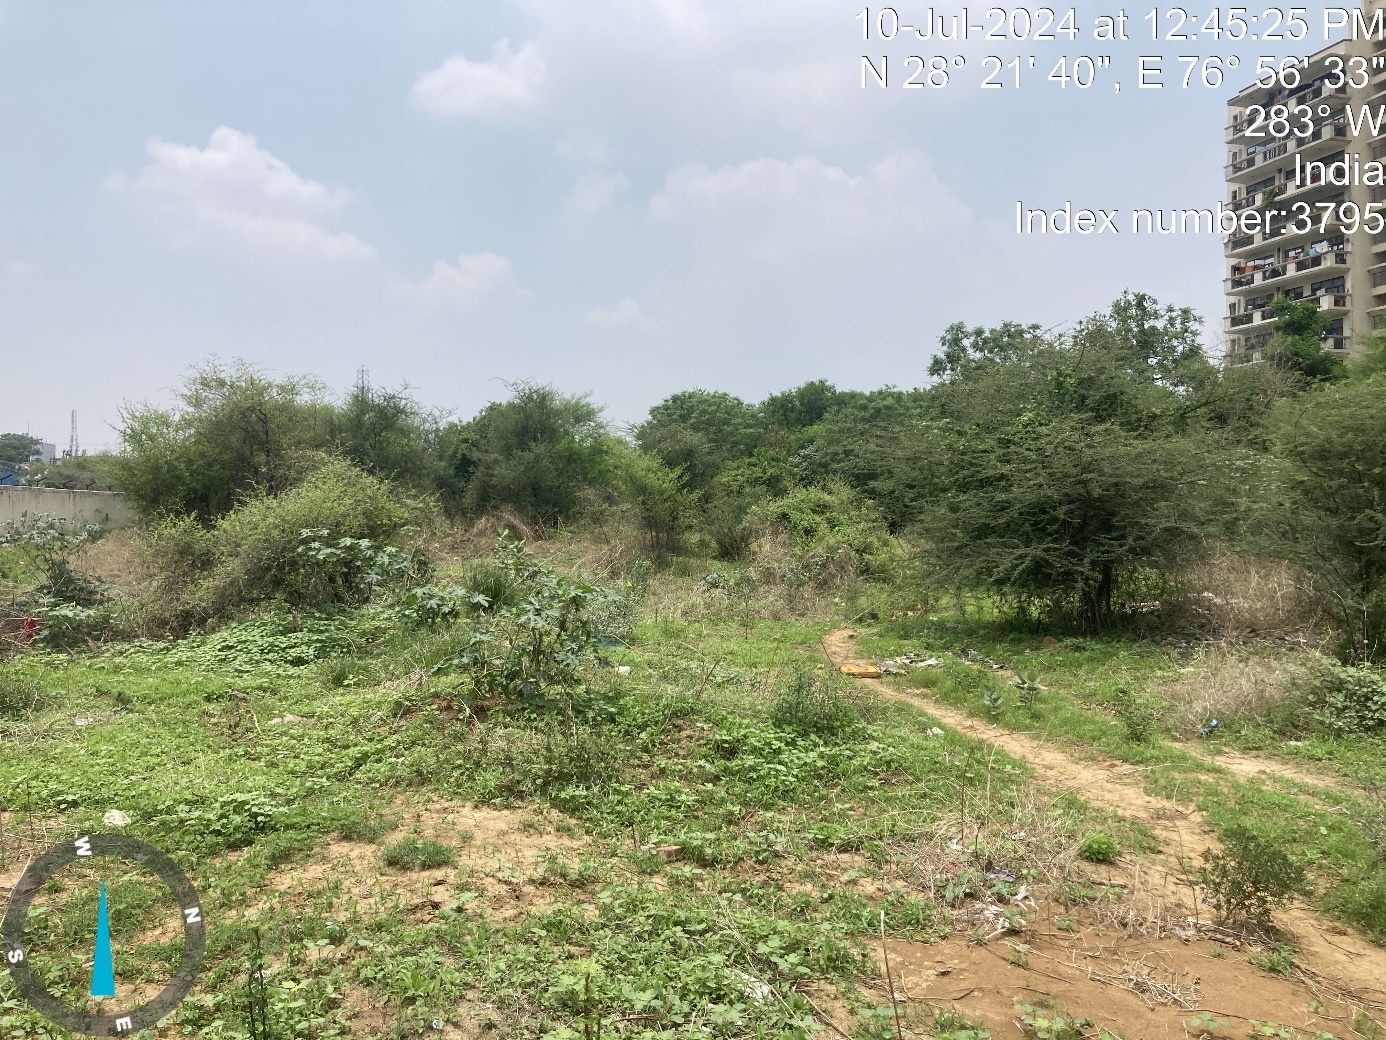 10-Jul-2024 at 12:45:25 PM
N 28° 21' 40", E 76° 56' 33"
283° W
India
Index number:3795
W
N
S
E